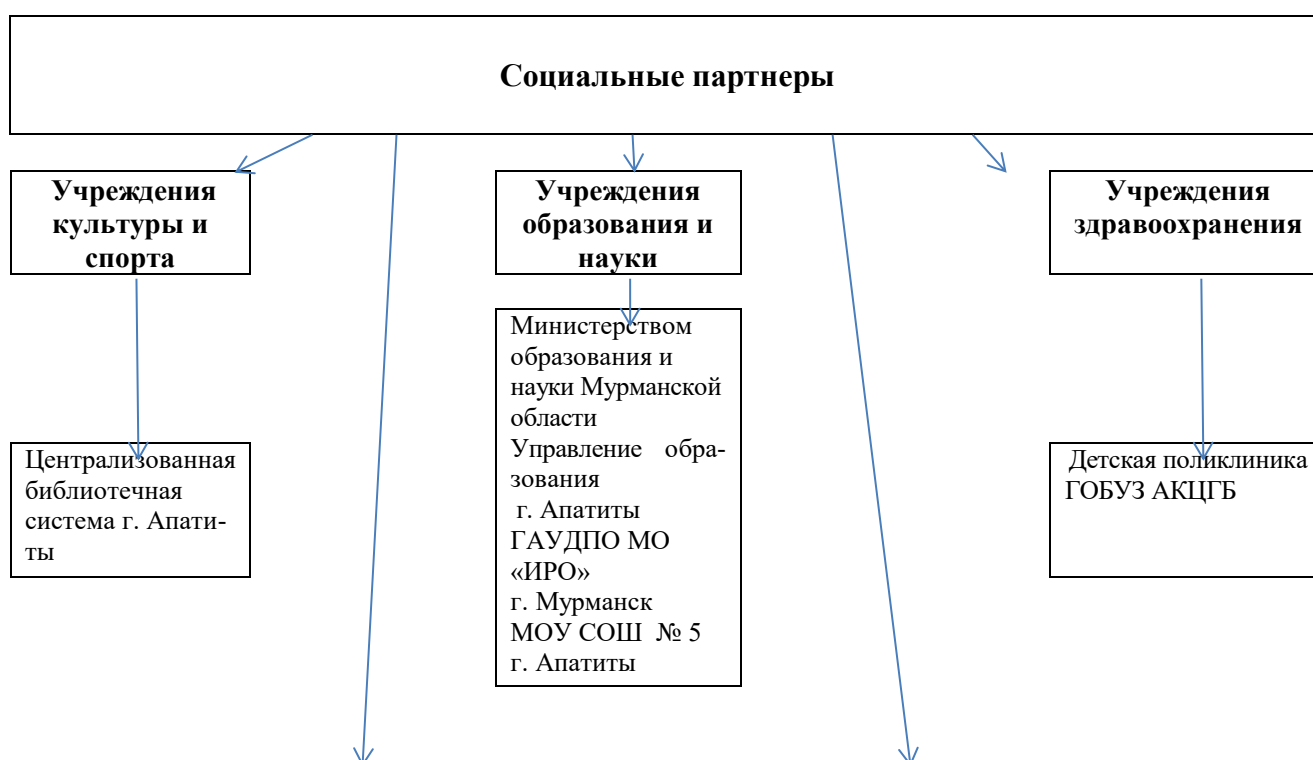 Социальные партнеры
Учреждения
культуры и
спорта
Учреждения
образования и
науки
Учреждения
здравоохранения
Централизованная
библиотечная
система г. Апати-
ты
Министерством
образования и
науки Мурманской
области
Управление обра-
зования
г. Апатиты
ГАУДПО МО
«ИРО»
г. Мурманск
МОУ СОШ № 5
г. Апатиты
Детская поликлиника
ГОБУЗ АКЦГБ